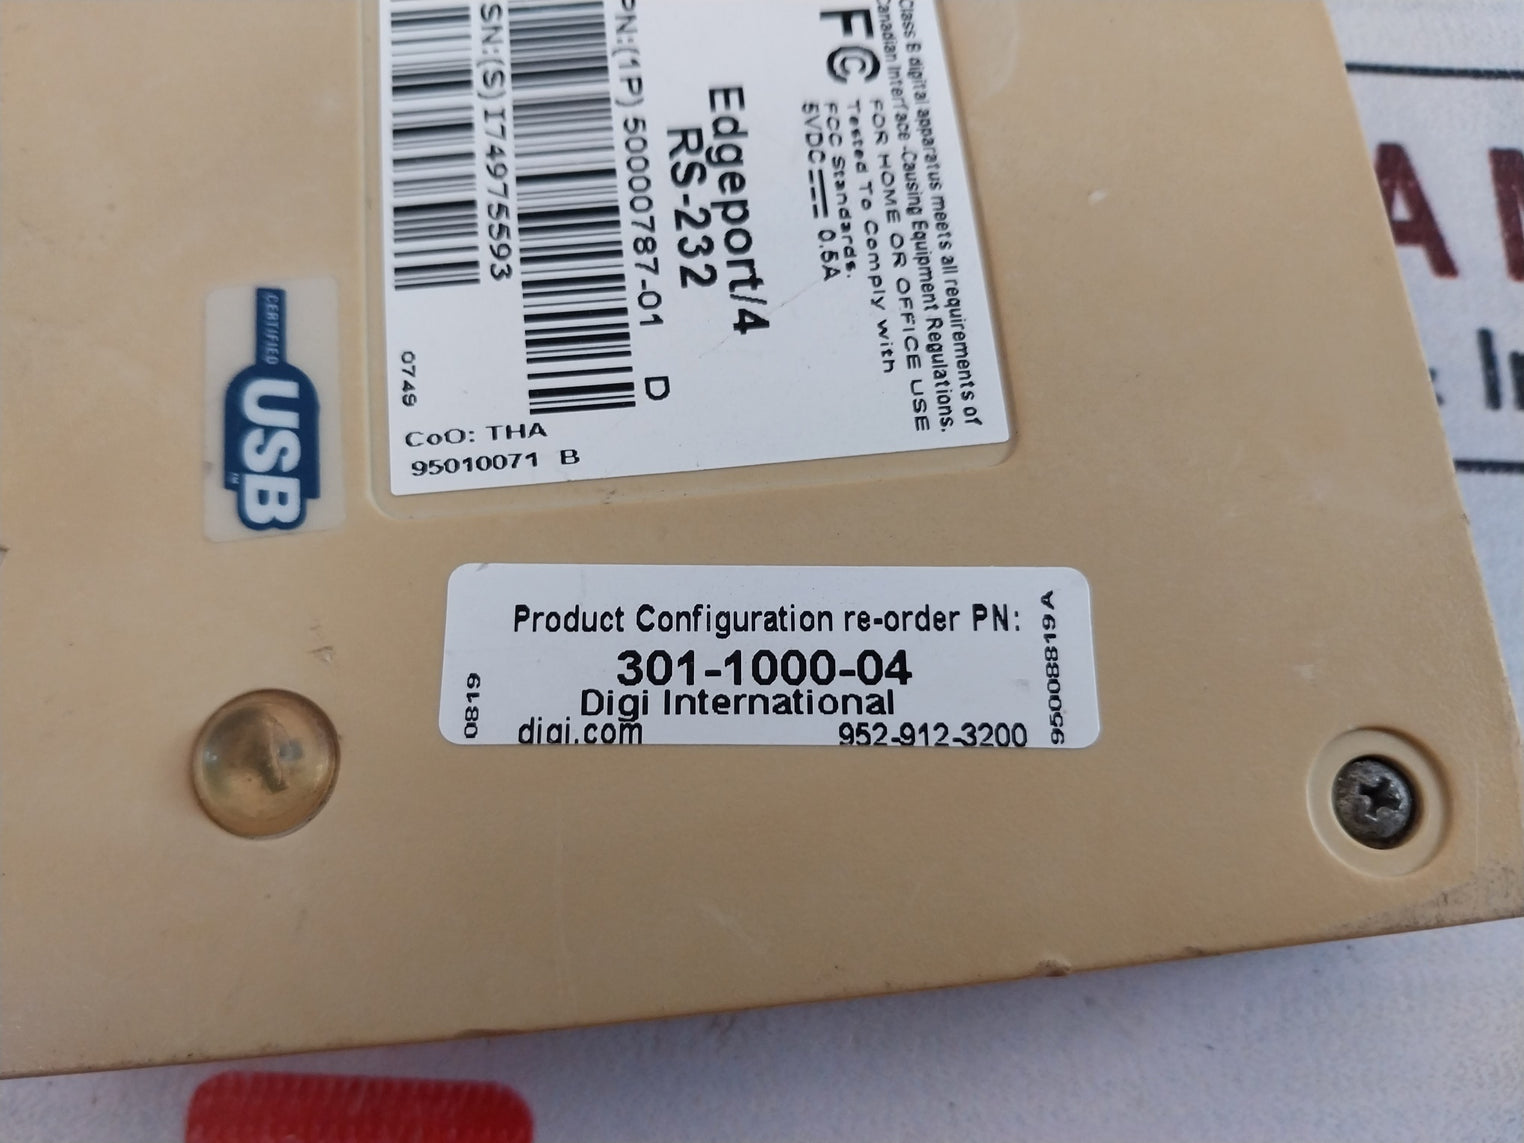 Class B digital apparatus meets all requirements of
Canadian Interface -Causing Equipment Regulations.
FC
FOR HOME OR OFFICE USE
Tested To Comply with
FCC Standards.
5VDC 0.5A
Edgeport/4
RS-232
PN:(1P) 50000787-01 D
SN:(S) I74975593
0749
CoO: THA
95010071 B
CERTIFIED
USB
TM
Product Configuration re-order PN:
301-1000-04
Digi International
digi.com 952-912-3200
0819
95008819 A